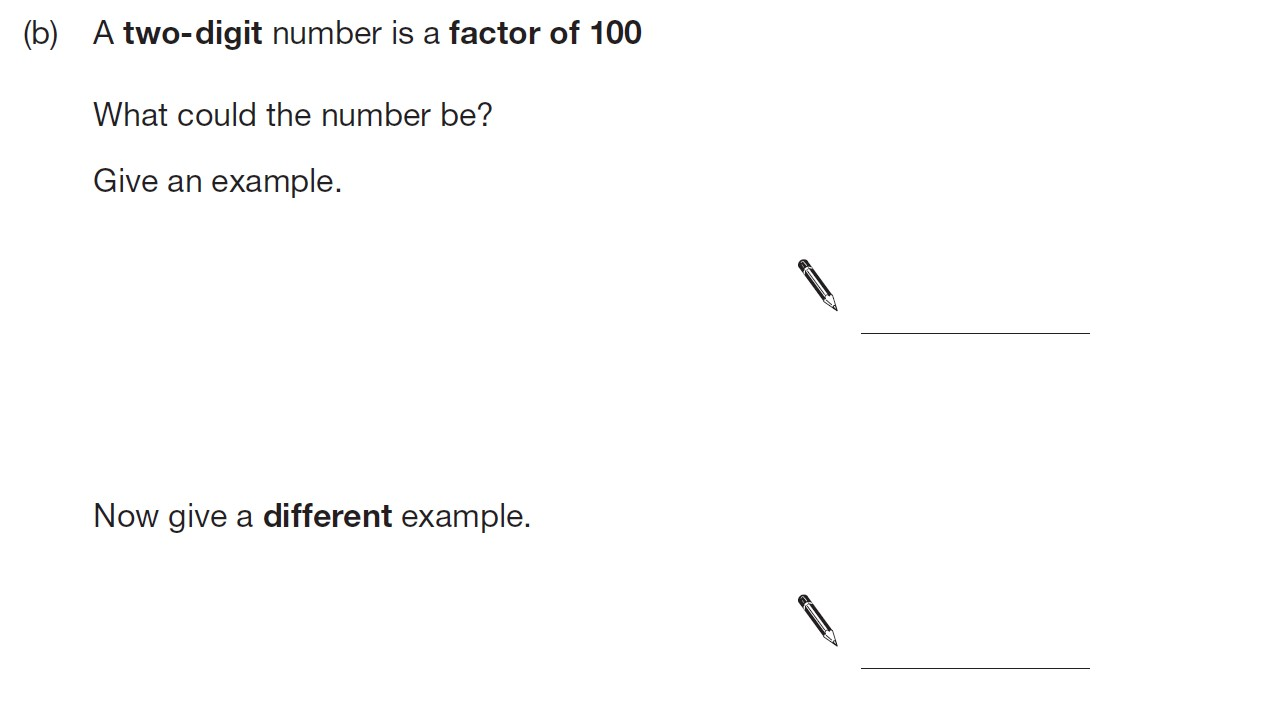 (b) A two-digit number is a factor of 100
What could the number be?
Give an example.
Now give a different example.